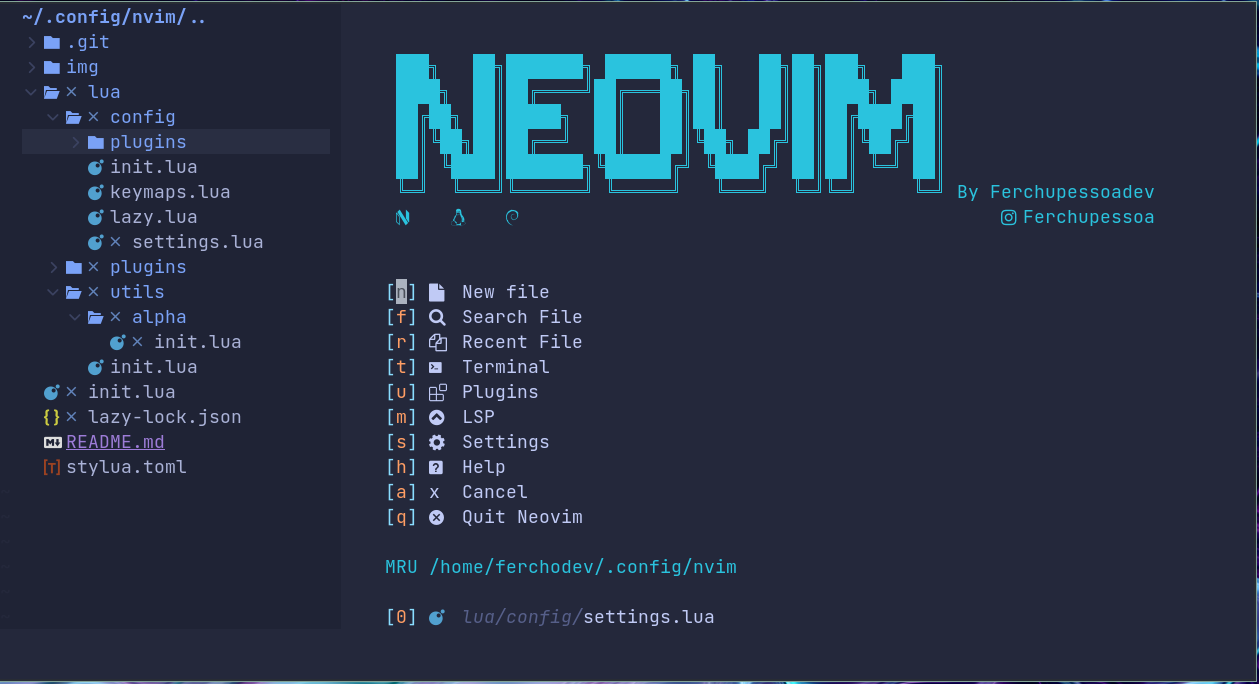 ~/.config/nvim/..
.git
img
lua
config
plugins
init.lua
keymaps.lua
lazy.lua
settings.lua
plugins
utils
alpha
init.lua
init.lua
init.lua
lazy-lock.json
README.md
stylua.toml
NEOVIM
By Ferchupessoadev
Ferchupessoa
[n] New file
[f] Search File
[r] Recent File
[t] Terminal
[u] Plugins
[m] LSP
[s] Settings
[h] Help
[a] x Cancel
[q] Quit Neovim
MRU /home/ferchodev/.config/nvim
[0] lua/config/settings.lua